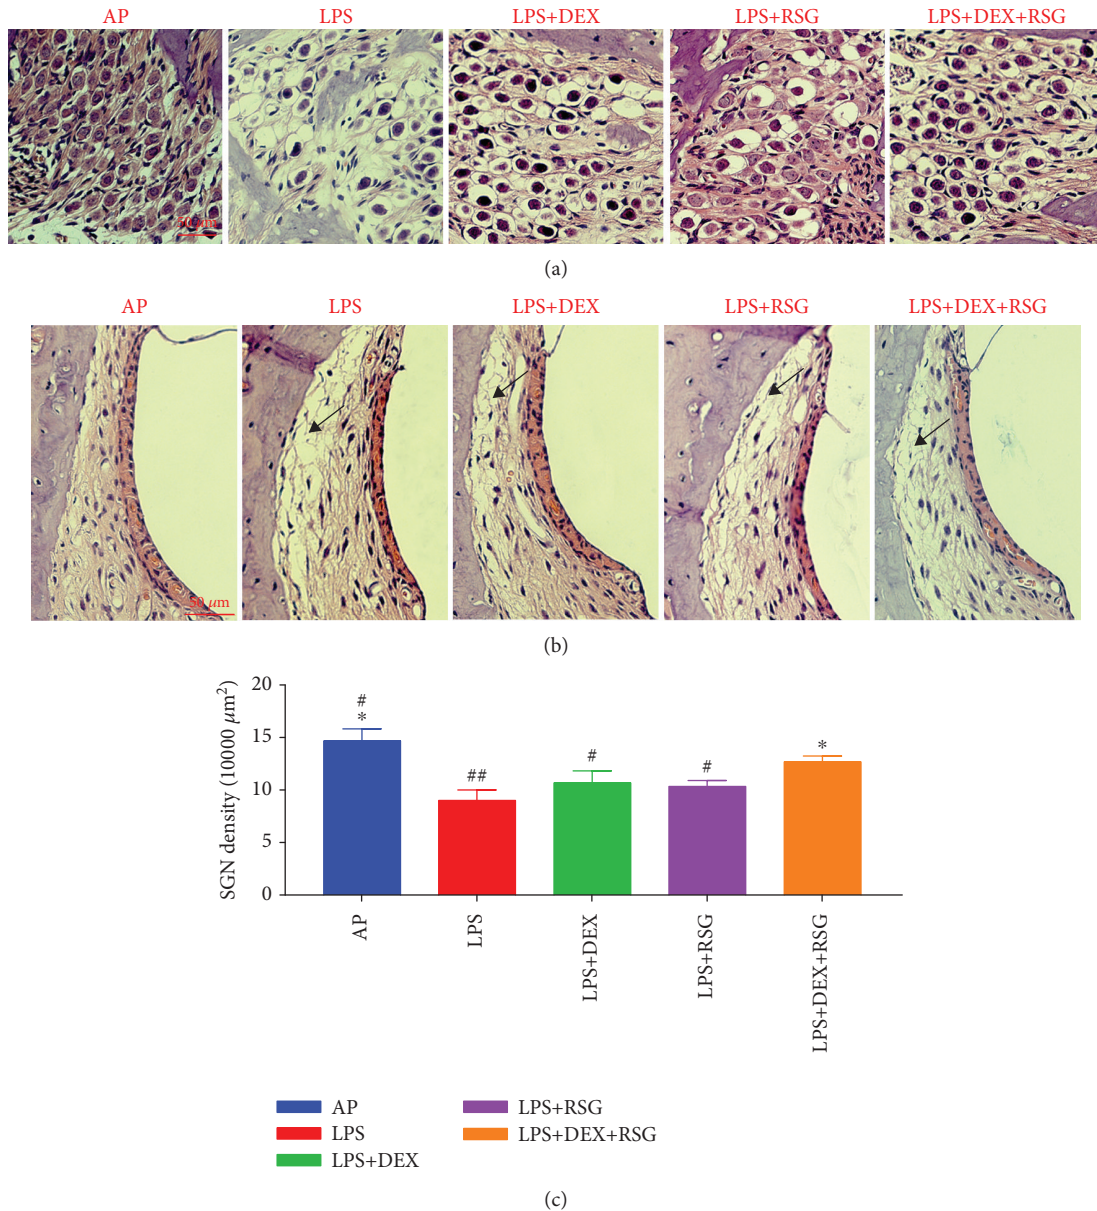 AP LPS LPS+DEX LPS+RSG LPS+DEX+RSG
50 μm
(a)
AP LPS LPS+DEX LPS+RSG LPS+DEX+RSG
50 μm
(b)
SGN density (10000 μm²)
20
15
10
5
0
#
*
##
#
#
*
AP
LPS
LPS+DEX
LPS+RSG
LPS+DEX+RSG
AP
LPS
LPS+DEX
LPS+RSG
LPS+DEX+RSG
(c)